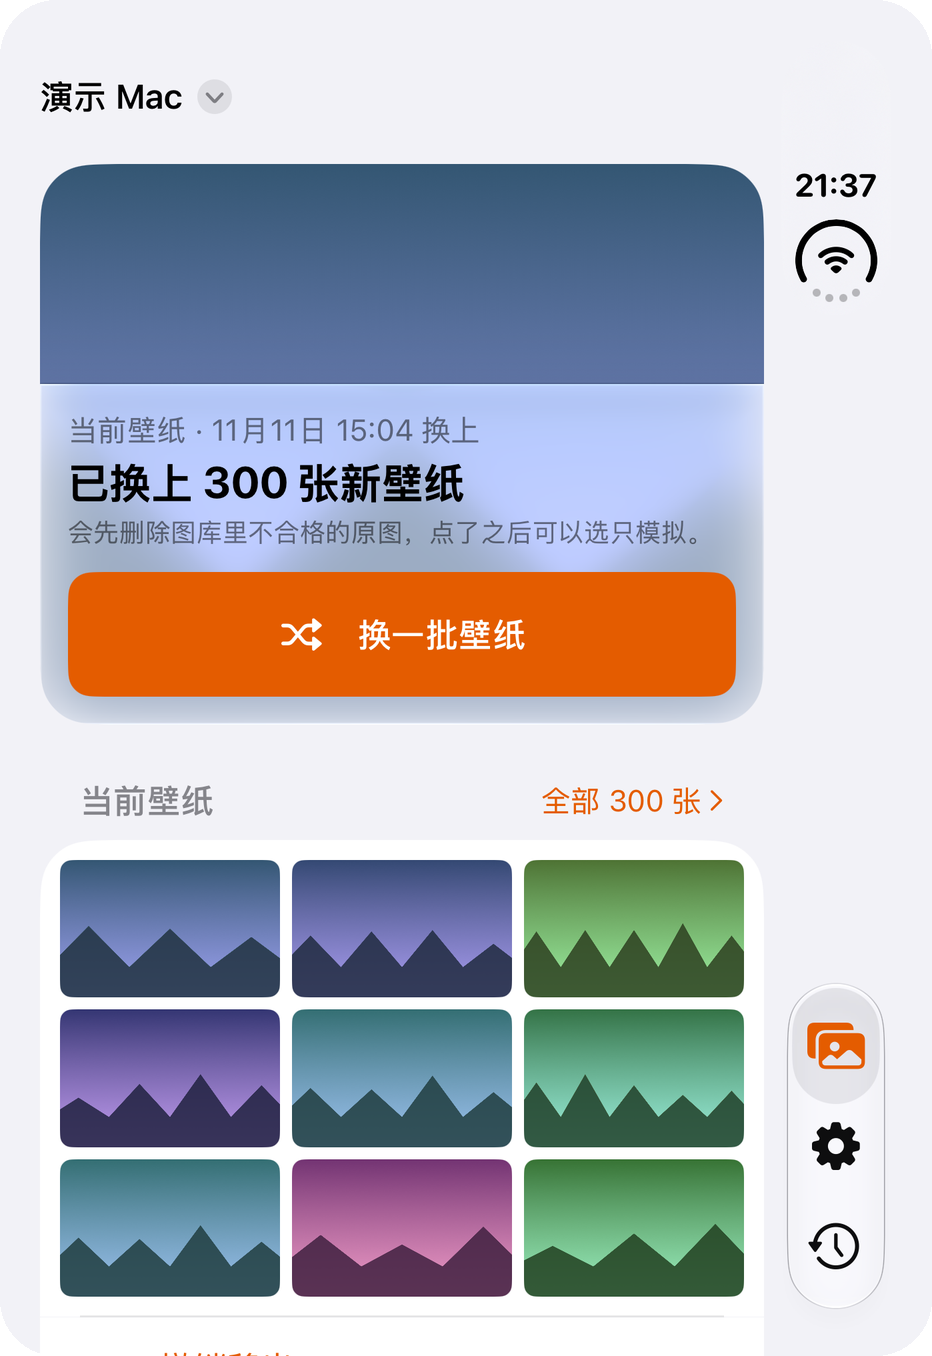 演示 Mac
21:37
当前壁纸 · 11月11日 15:04 换上
已换上 300 张新壁纸
会先删除图库里不合格的原图，点了之后可以选只模拟。
换一批壁纸
当前壁纸
全部 300 张